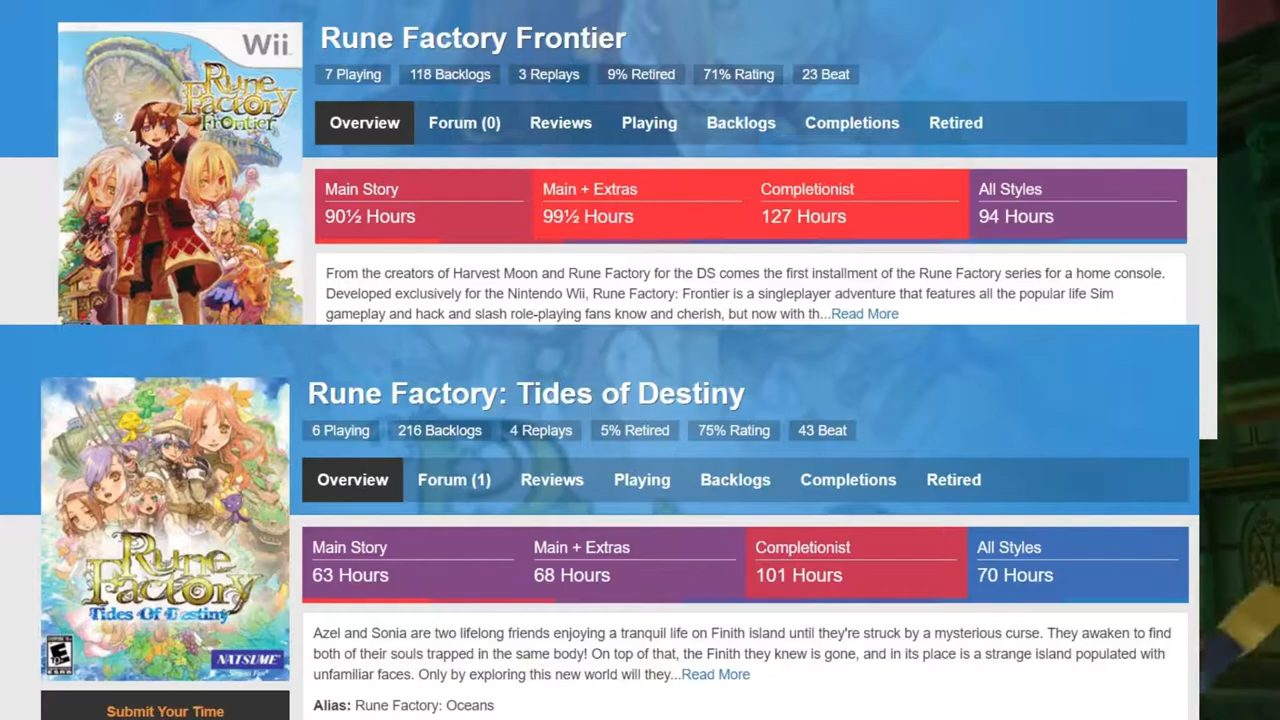 Wii
Rune Factory Frontier
Rune Factory Frontier
7 Playing 118 Backlogs 3 Replays 9% Retired 71% Rating 23 Beat
Overview Forum (0) Reviews Playing Backlogs Completions Retired
Main Story Main + Extras Completionist All Styles
90½ Hours 99½ Hours 127 Hours 94 Hours
From the creators of Harvest Moon and Rune Factory for the DS comes the first installment of the Rune Factory series for a home console.
Developed exclusively for the Nintendo Wii, Rune Factory: Frontier is a singleplayer adventure that features all the popular life Sim
gameplay and hack and slash role-playing fans know and cherish, but now with th...Read More
Rune Factory: Tides of Destiny
6 Playing 216 Backlogs 4 Replays 5% Retired 75% Rating 43 Beat
Overview Forum (1) Reviews Playing Backlogs Completions Retired
Main Story Main + Extras Completionist All Styles
63 Hours 68 Hours 101 Hours 70 Hours
Rune
Factory
Tides Of Destiny
E
NATSUME
Azel and Sonia are two lifelong friends enjoying a tranquil life on Finith island until they're struck by a mysterious curse. They awaken to find
both of their souls trapped in the same body! On top of that, the Finith they knew is gone, and in its place is a strange island populated with
unfamiliar faces. Only by exploring this new world will they...Read More
Alias: Rune Factory: Oceans
Submit Your Time